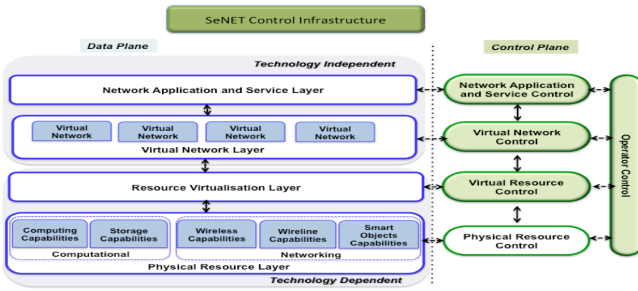 SeNET Control Infrastructure
Data Plane
Control Plane
Technology Independent
Network Application and Service Layer
Network Application
and Service Control
Virtual
Network
Virtual
Network
Virtual
Network
Virtual
Network
Virtual Network Layer
Virtual Network
Control
Resource Virtualisation Layer
Virtual Resource
Control
Computing
Capabilities
Storage
Capabilities
Wireless
Capabilities
Wireline
Capabilities
Smart
Objects
Capabilities
Computational
Networking
Physical Resource Layer
Physical Resource
Control
Technology Dependent
Operator Control